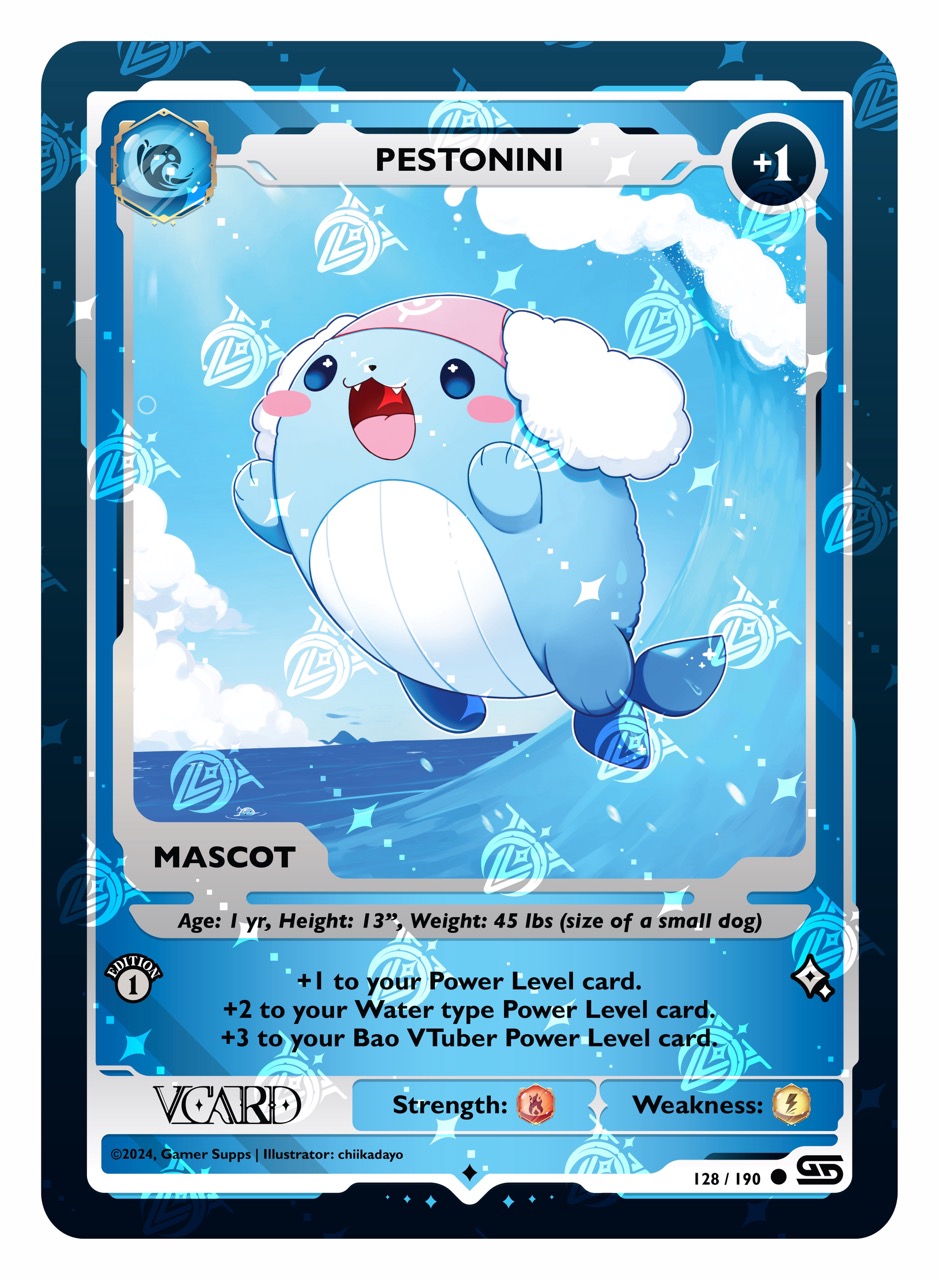 PESTONINI
+1
MASCOT
Age: 1 yr, Height: 13”, Weight: 45 lbs (size of a small dog)
EDITION
1
+1 to your Power Level card.
+2 to your Water type Power Level card.
+3 to your Bao VTuber Power Level card.
VCARD
Strength:
Weakness:
©2024, Gamer Supps | Illustrator: chiikadayo
128 / 190